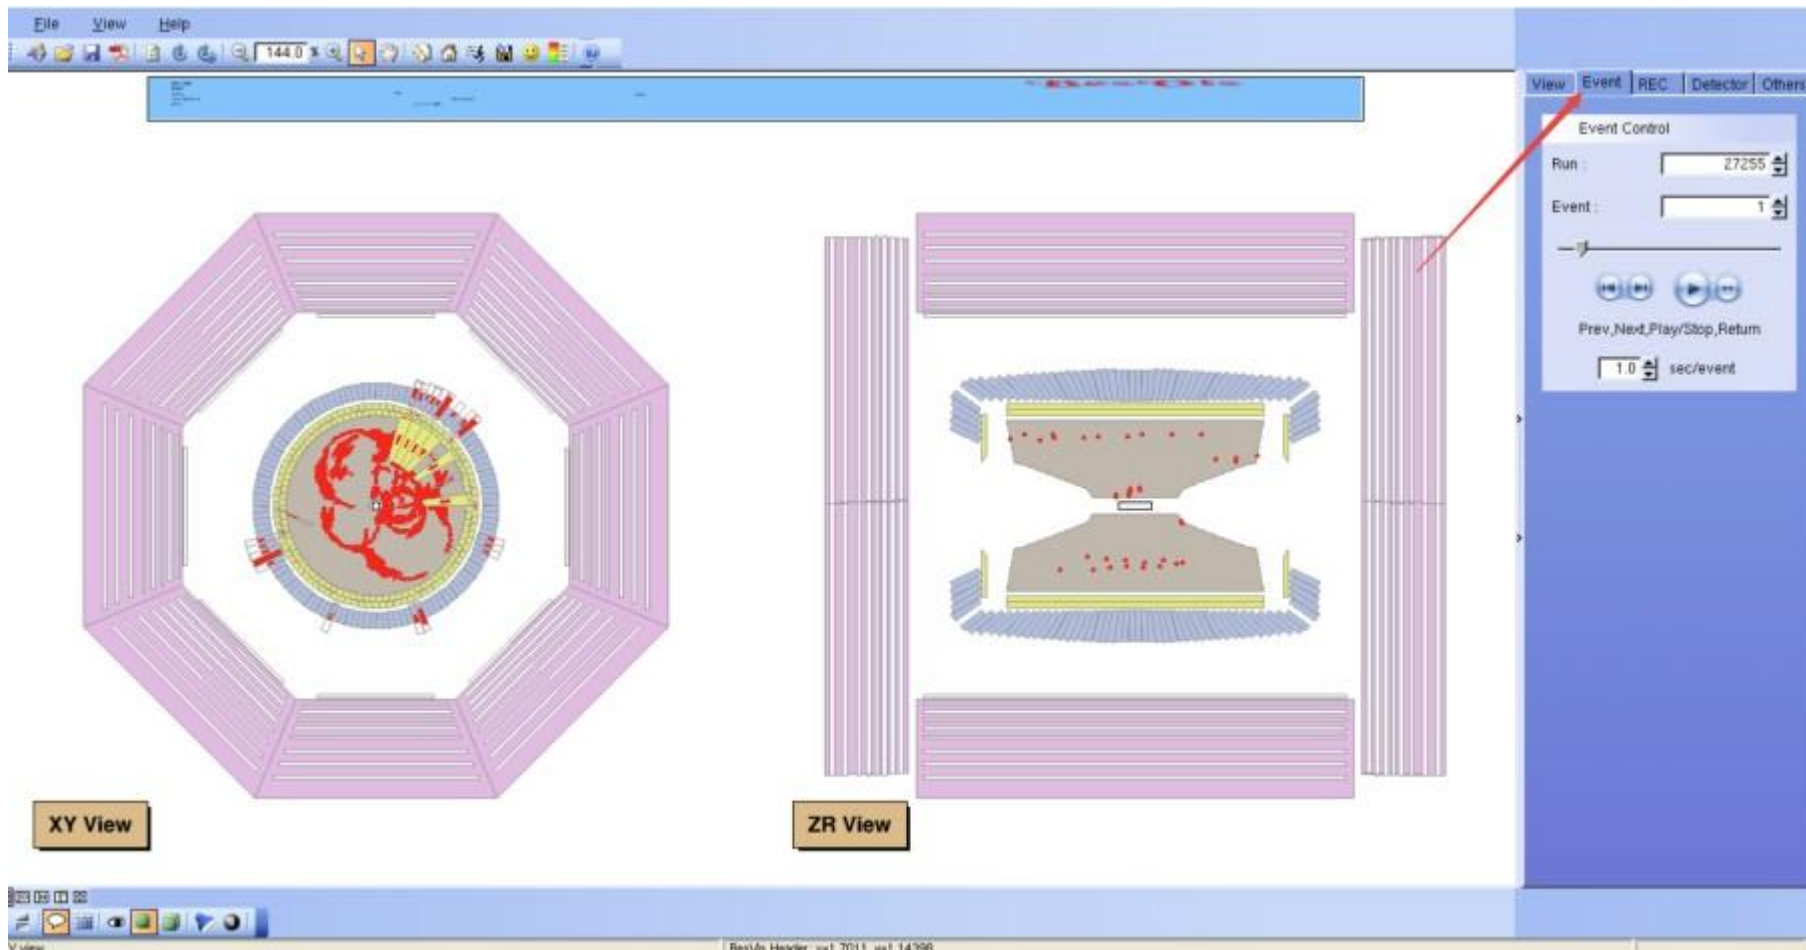 File View Help
144.0 %
View Event REC Detector Others
Event Control
Run : 27255
Event : 1
Prev,Next,Play/Stop,Return
1.0 sec/event
XY View
ZR View
Y view
BesVis Header: